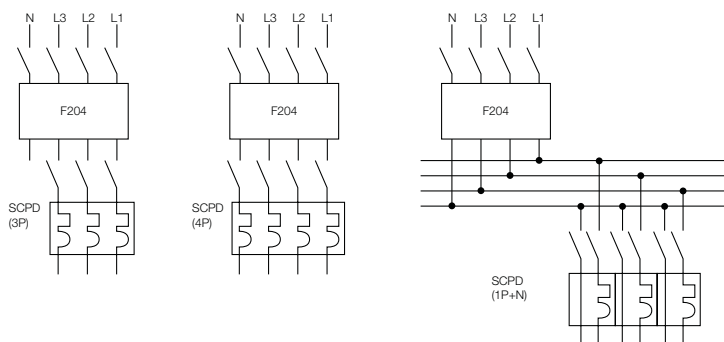 N L3 L2 L1
F204
SCPD
(3P)
N L3 L2 L1
F204
SCPD
(4P)
N L3 L2 L1
F204
SCPD
(1P+N)